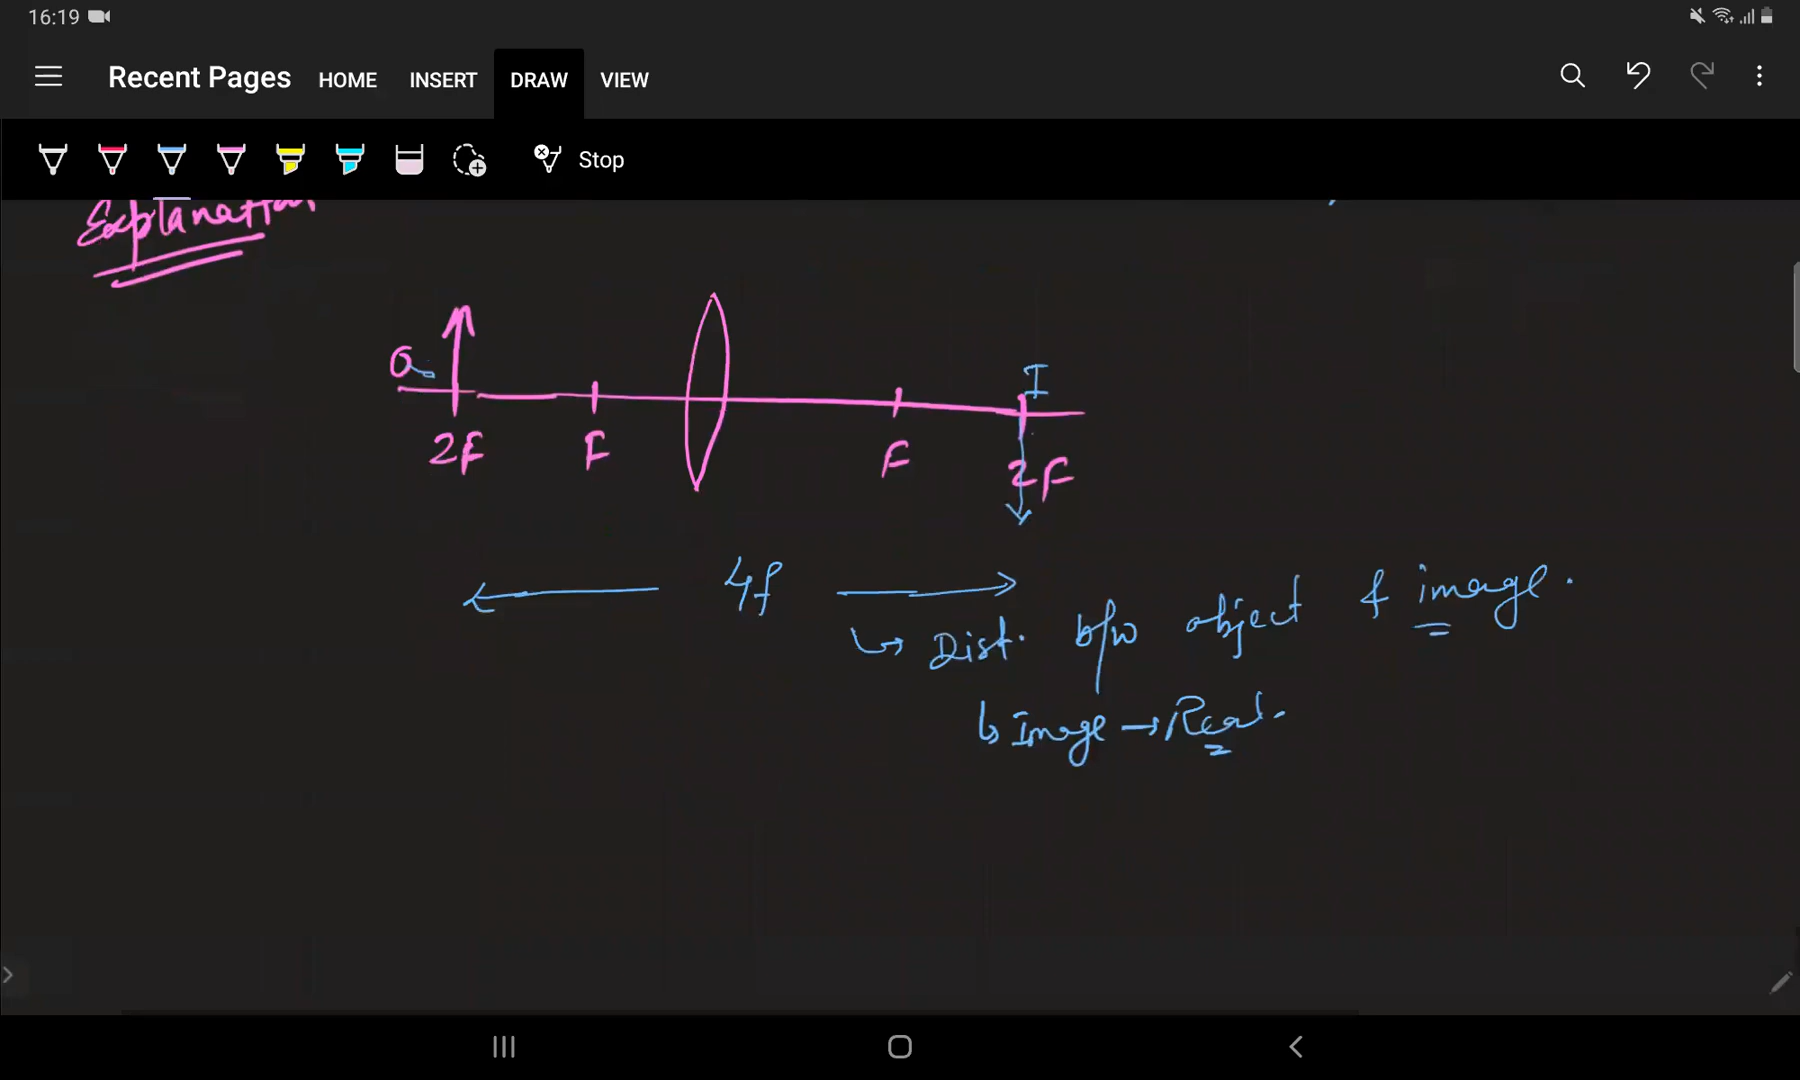 16:19
Recent Pages HOME INSERT DRAW VIEW
Stop
Explanation
O I
2F F F 2F
4f
↳ Dist. b/w object & image.
↳ Image → Real.